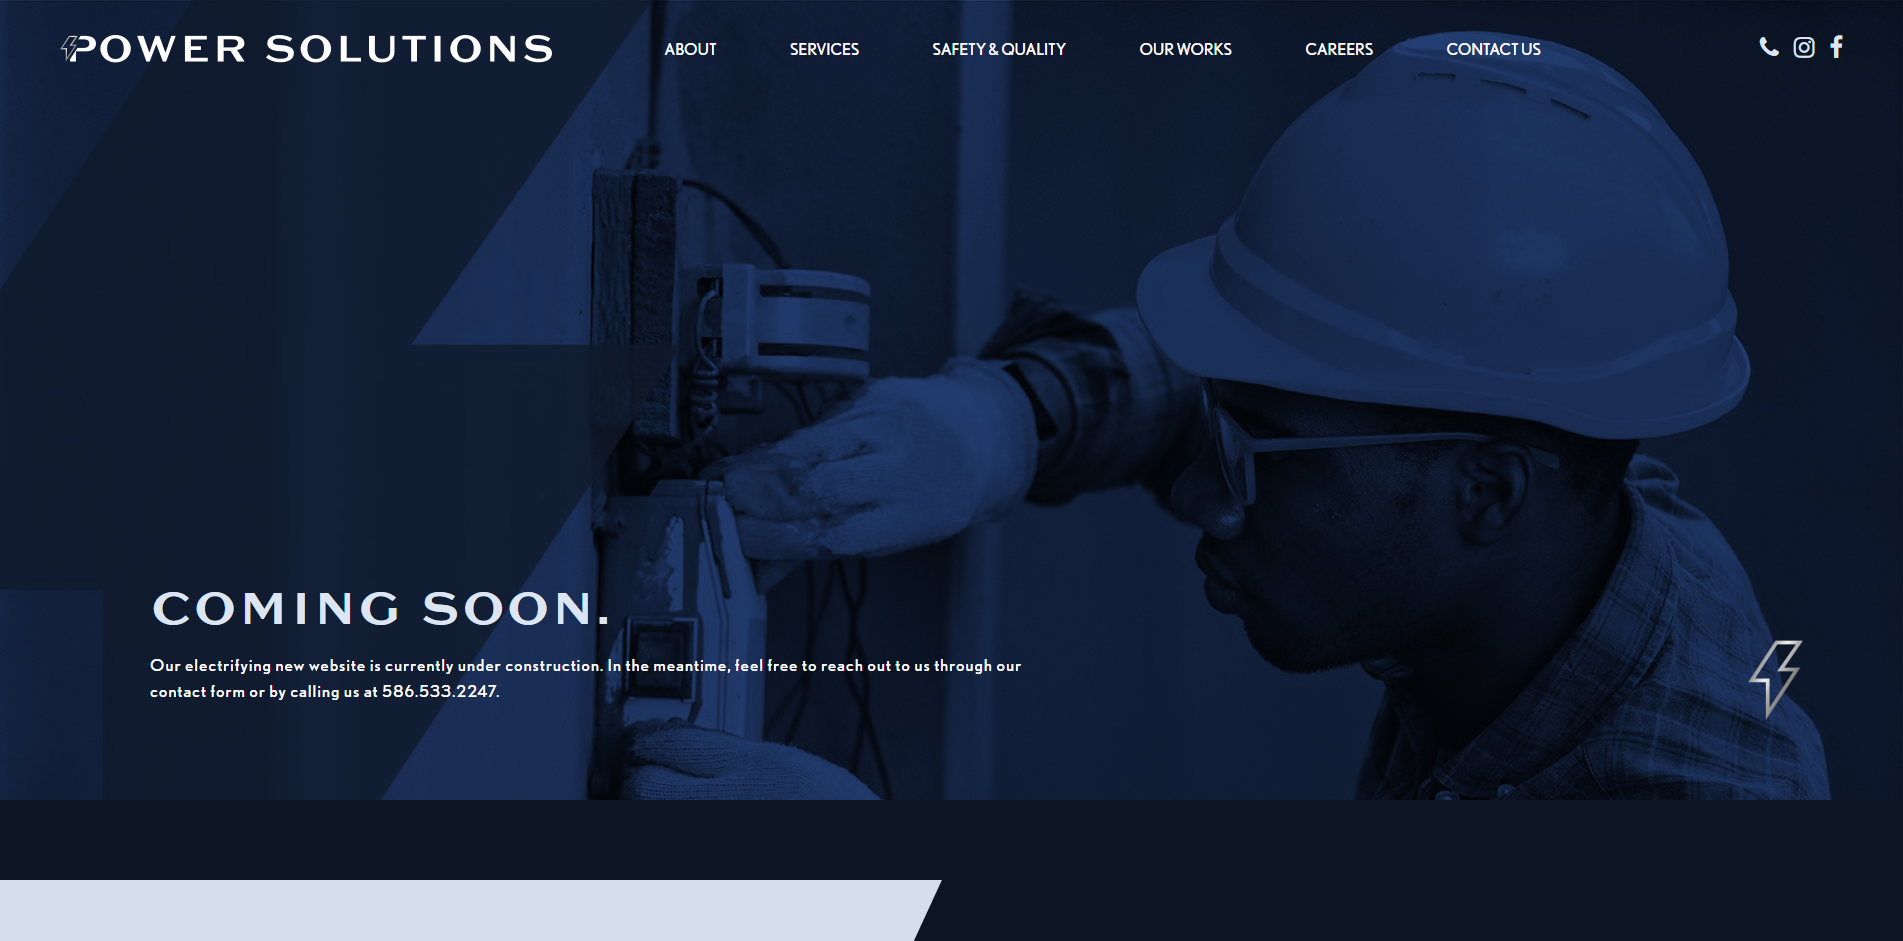 POWER SOLUTIONS
ABOUT SERVICES SAFETY & QUALITY OUR WORKS CAREERS CONTACT US
COMING SOON.
Our electrifying new website is currently under construction. In the meantime, feel free to reach out to us through our
contact form or by calling us at 586.533.2247.